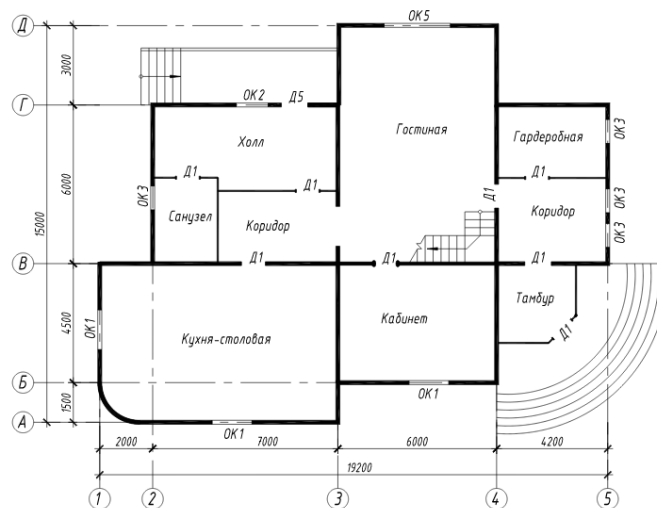 ОК5
Д
3000
Г
ОК2
Д5
Гостиная
Гардеробная
ОК3
Холл
Д1
Д1
Д1
6000
15000
ОК3
Санузел
Коридор
Д1
Коридор
ОК3
ОК3
В
Д1
Д1
Д1
Тамбур
4500
ОК1
Кухня-столовая
Кабинет
Д1
Б
ОК1
1500
А
ОК1
2000
7000
6000
4200
19200
1
2
3
4
5